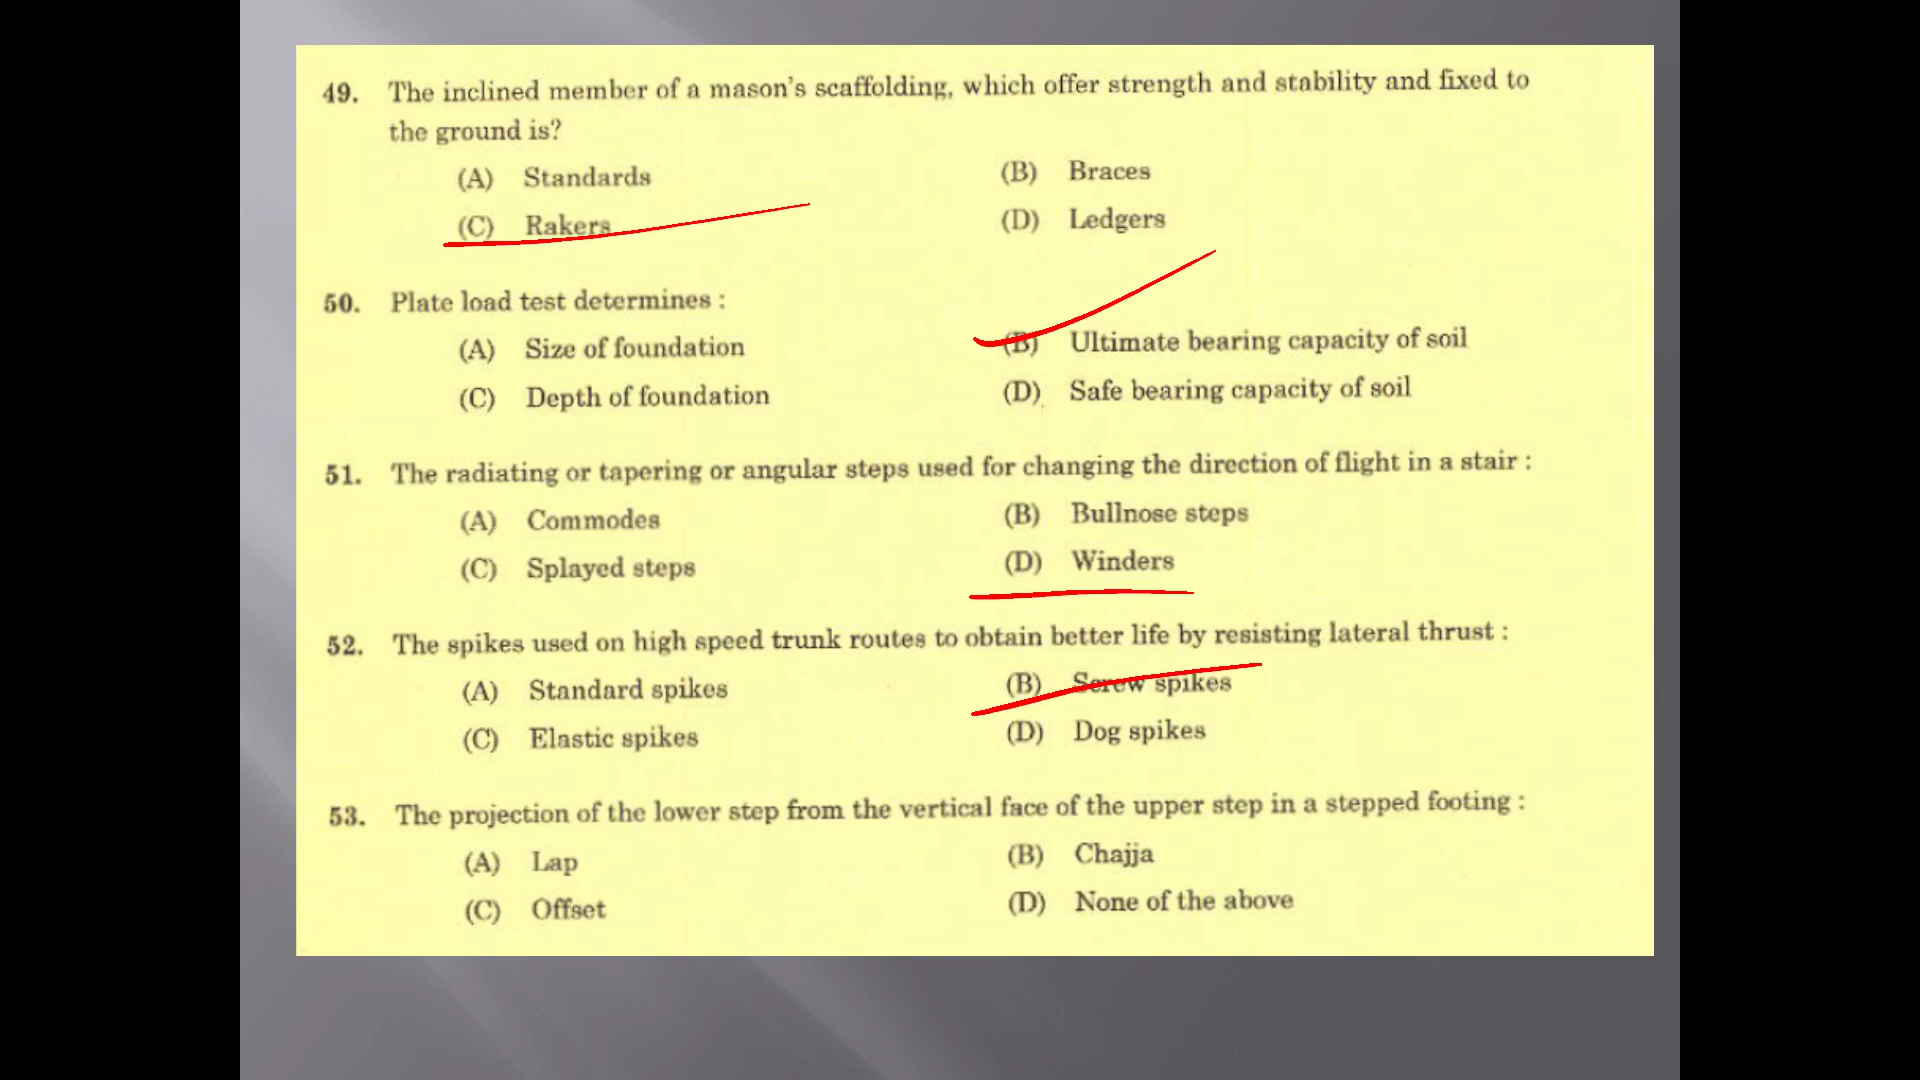 49. The inclined member of a mason's scaffolding, which offer strength and stability and fixed to
the ground is?
(A) Standards (B) Braces
(C) Rakers (D) Ledgers
50. Plate load test determines :
(A) Size of foundation (B) Ultimate bearing capacity of soil
(C) Depth of foundation (D) Safe bearing capacity of soil
51. The radiating or tapering or angular steps used for changing the direction of flight in a stair :
(A) Commodes (B) Bullnose steps
(C) Splayed steps (D) Winders
52. The spikes used on high speed trunk routes to obtain better life by resisting lateral thrust :
(A) Standard spikes (B) Screw spikes
(C) Elastic spikes (D) Dog spikes
53. The projection of the lower step from the vertical face of the upper step in a stepped footing :
(A) Lap (B) Chajja
(C) Offset (D) None of the above